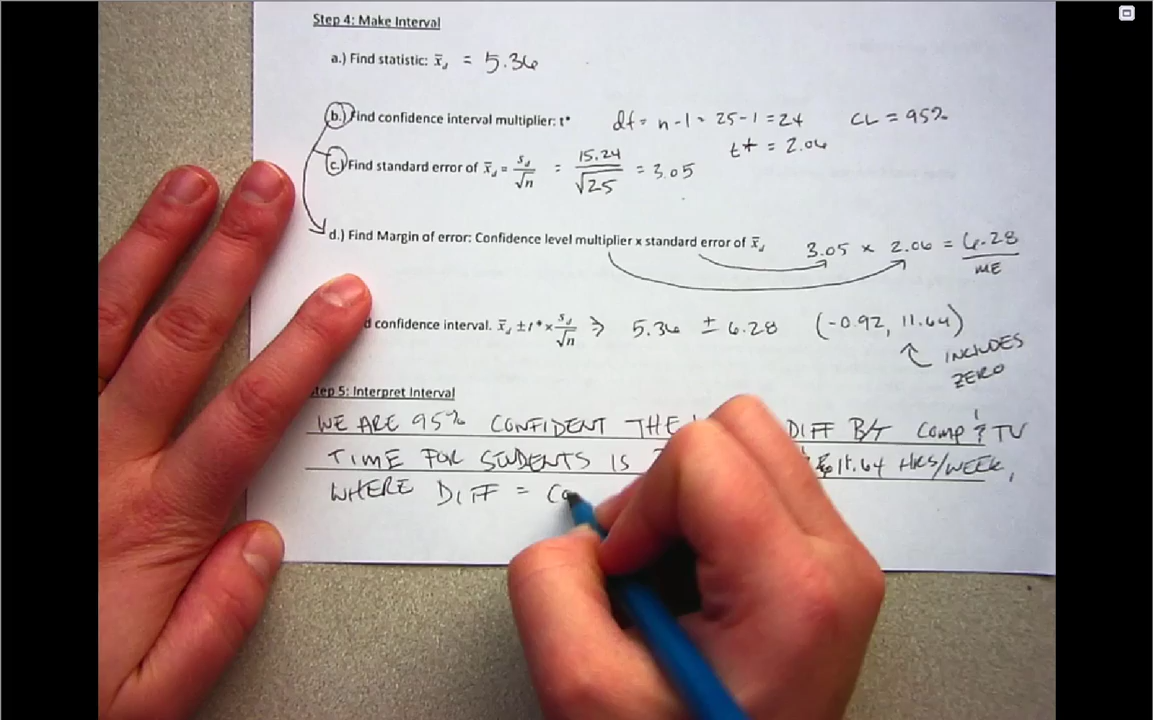 Step 4: Make Interval
a.) Find statistic: x̄d = 5.36
b.) Find confidence interval multiplier: t* df = n-1 = 25-1 = 24 CL = 95%
t* = 2.06
c.) Find standard error of x̄d = sd/√n = 15.24/√25 = 3.05
d.) Find Margin of error: Confidence level multiplier x standard error of x̄d 3.05 x 2.06 = 6.28
ME
confidence interval. x̄d ± t* x sd/√n ⇒ 5.36 ± 6.28 (-0.92, 11.64)
INCLUDES
ZERO
Step 5: Interpret Interval
WE ARE 95% CONFIDENT THE DIFF B/T COMP & TV
TIME FOR STUDENTS IS 11.64 HRS/WEEK,
WHERE DIFF = Co